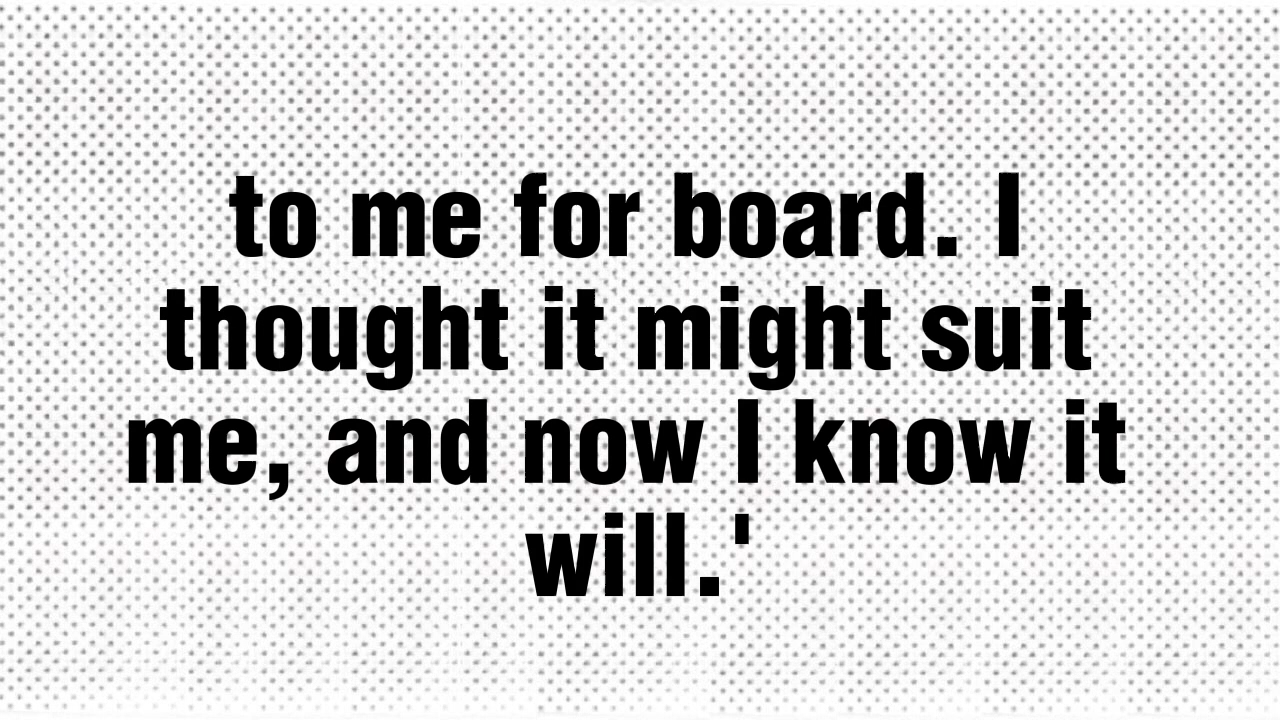 to me for board. I
thought it might suit
me, and now I know it
will.'